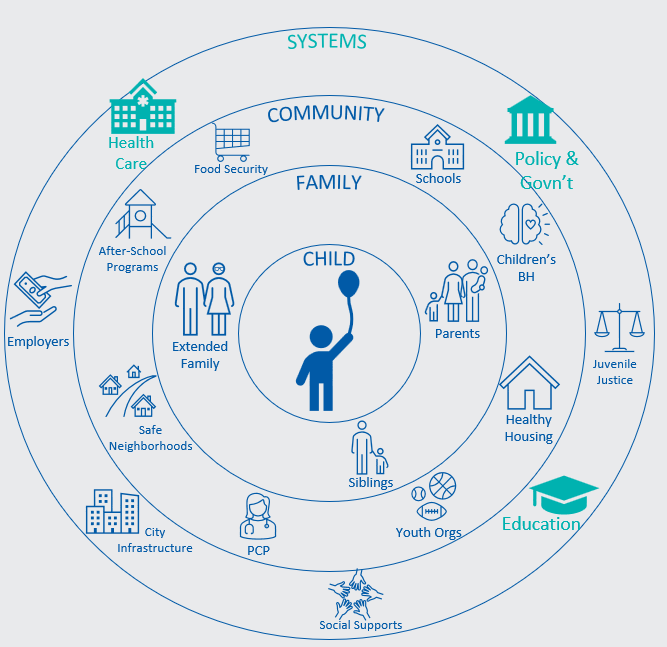 SYSTEMS
COMMUNITY
Health
Care
Food Security
Schools
Policy &
Govn't
FAMILY
After-School
Programs
CHILD
Children's
BH
Employers
Extended
Family
Parents
Juvenile
Justice
Safe
Neighborhoods
Healthy
Housing
Siblings
City
Infrastructure
PCP
Youth Orgs
Education
Social Supports